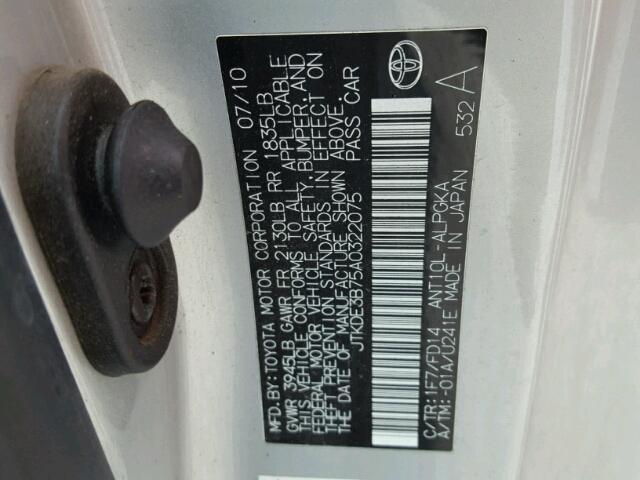 MFD. BY: TOYOTA MOTOR CORPORATION 07/10
GVWR 3945LB GAWR FR 2130LB RR 1835LB
THIS VEHICLE CONFORMS TO ALL APPLICABLE
FEDERAL MOTOR VEHICLE SAFETY, BUMPER, AND
THEFT PREVENTION STANDARDS IN EFFECT ON
THE DATE OF MANUFACTURE SHOWN ABOVE.
JTKDE3B75A0322075 PASS CAR
C/TR: 1F7/FD14 ANT10L-ALPGKA
A/TM: -01A/U241E MADE IN JAPAN 532 A